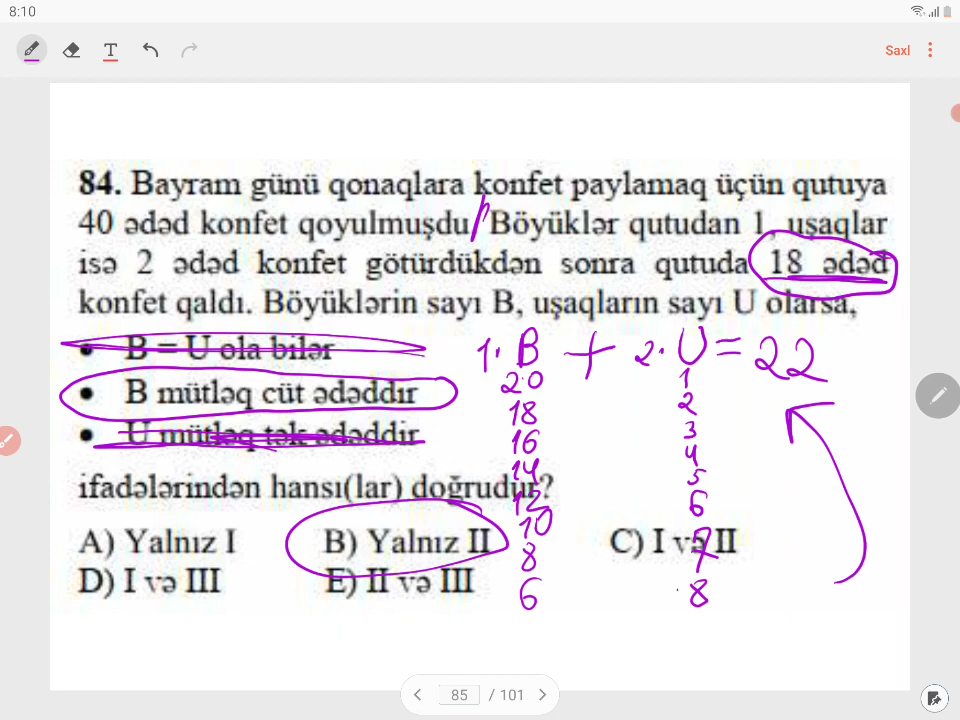 8:10
T
Saxl
84. Bayram günü qonaqlara konfet paylamaq üçün qutuya
40 ədəd konfet qoyulmuşdu. Böyüklər qutudan 1, uşaqlar
isə 2 ədəd konfet götürdükdən sonra qutuda 18 ədəd
konfet qaldı. Böyüklərin sayı B, uşaqların sayı U olarsa,
• B = U ola bilər
• B mütləq cüt ədəddir
• U mütləq tək ədəddir
1·B + 2·U = 22
20 1
18 2
16 3
14 4
12 5
10 6
8 7
6 8
ifadələrindən hansı(lar) doğrudur?
A) Yalnız I B) Yalnız II C) I və II
D) I və III E) II və III
85 / 101